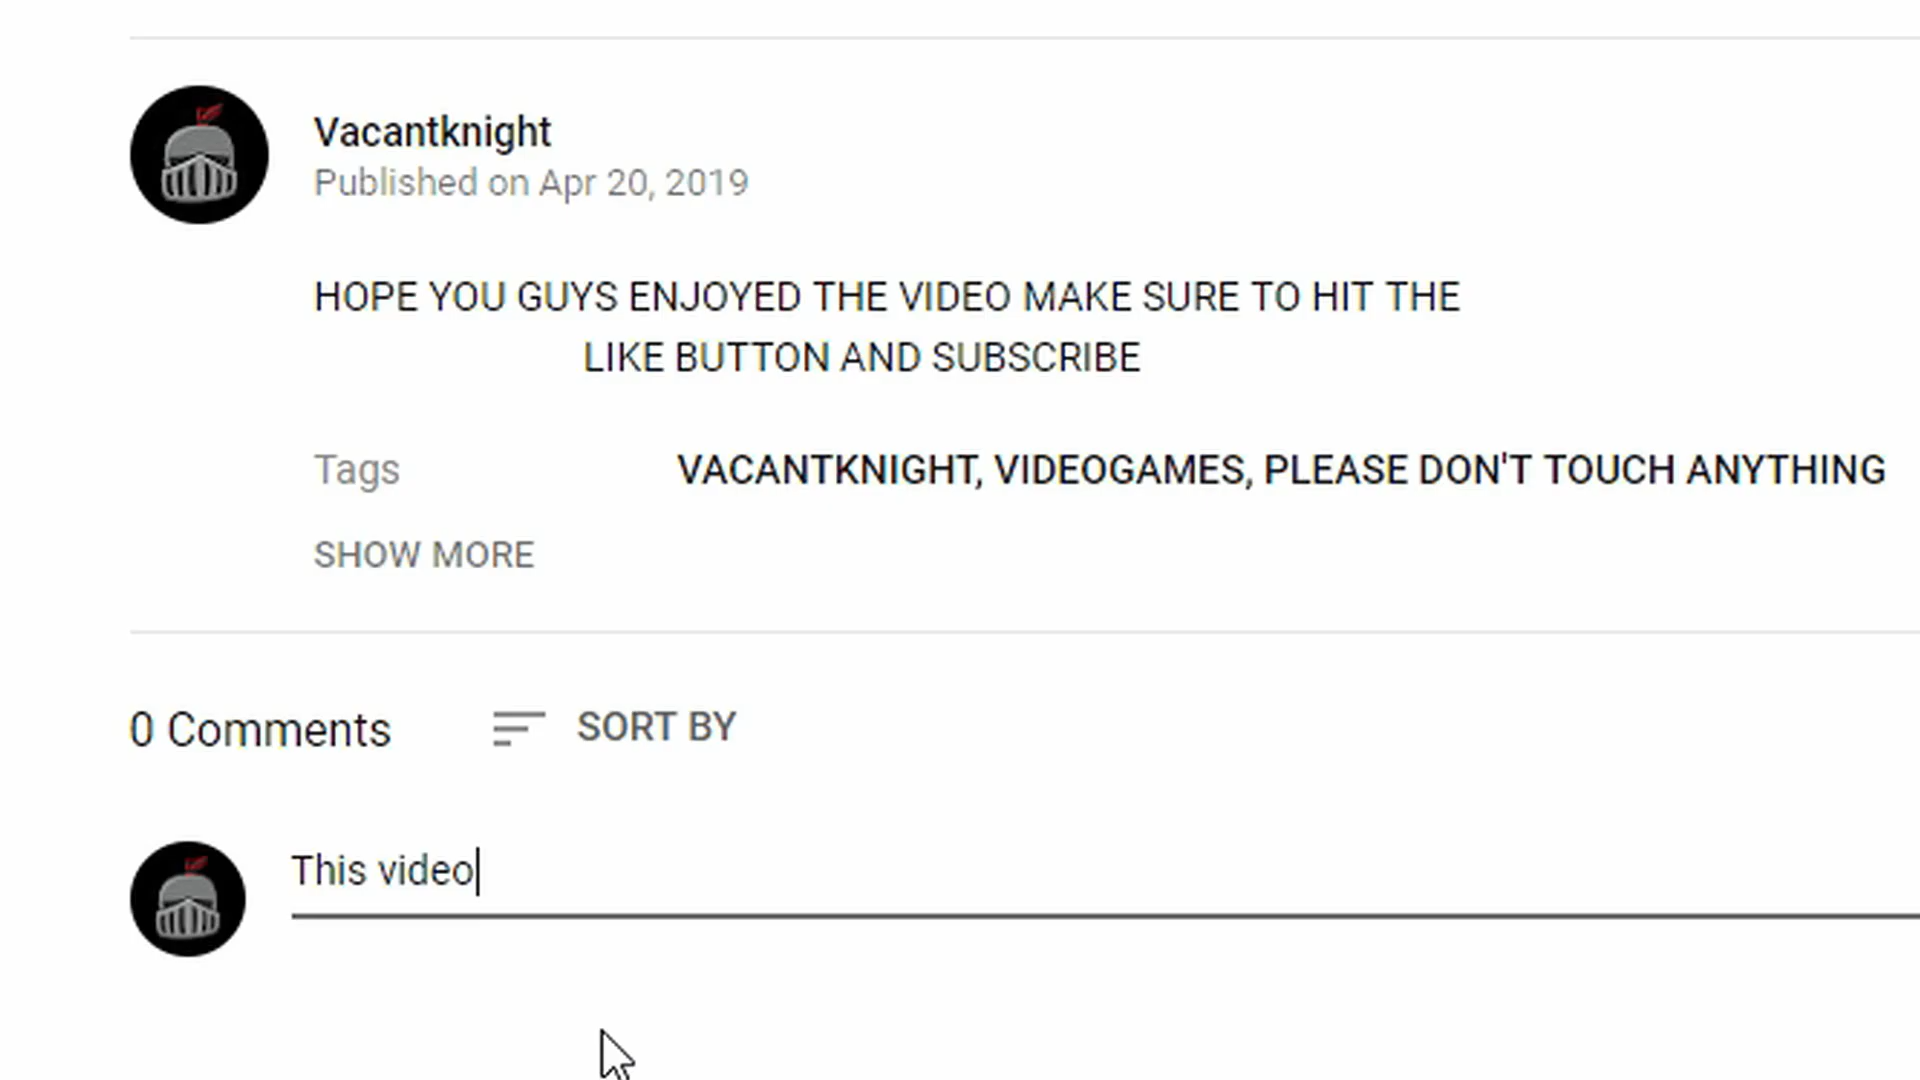 Vacantknight
Published on Apr 20, 2019
HOPE YOU GUYS ENJOYED THE VIDEO MAKE SURE TO HIT THE
LIKE BUTTON AND SUBSCRIBE
Tags VACANTKNIGHT, VIDEOGAMES, PLEASE DON'T TOUCH ANYTHING
SHOW MORE
0 Comments SORT BY
This video